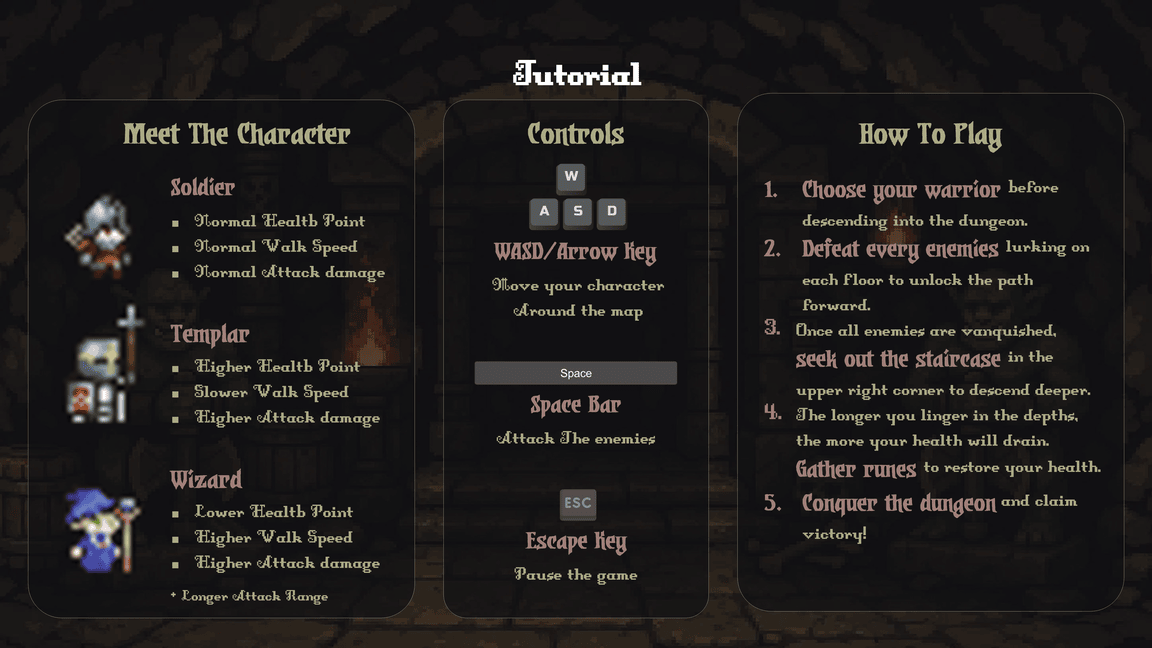 Tutorial
Meet The Character
Soldier
▪ Normal Health Point
▪ Normal Walk Speed
▪ Normal Attack damage
Templar
▪ Higher Health Point
▪ Slower Walk Speed
▪ Higher Attack damage
Wizard
▪ Lower Health Point
▪ Higher Walk Speed
▪ Higher Attack damage
+ Longer Attack Range
Controls
W
A S D
WASD/Arrow Key
Move your character
Around the map
Space
Space Bar
Attack The enemies
ESC
Escape Key
Pause the game
How To Play
1. Choose your warrior before
descending into the dungeon.
2. Defeat every enemies lurking on
each floor to unlock the path
forward.
3. Once all enemies are vanquished,
seek out the staircase in the
upper right corner to descend deeper.
4. The longer you linger in the depths,
the more your health will drain.
Gather runes to restore your health.
5. Conquer the dungeon and claim
victory!